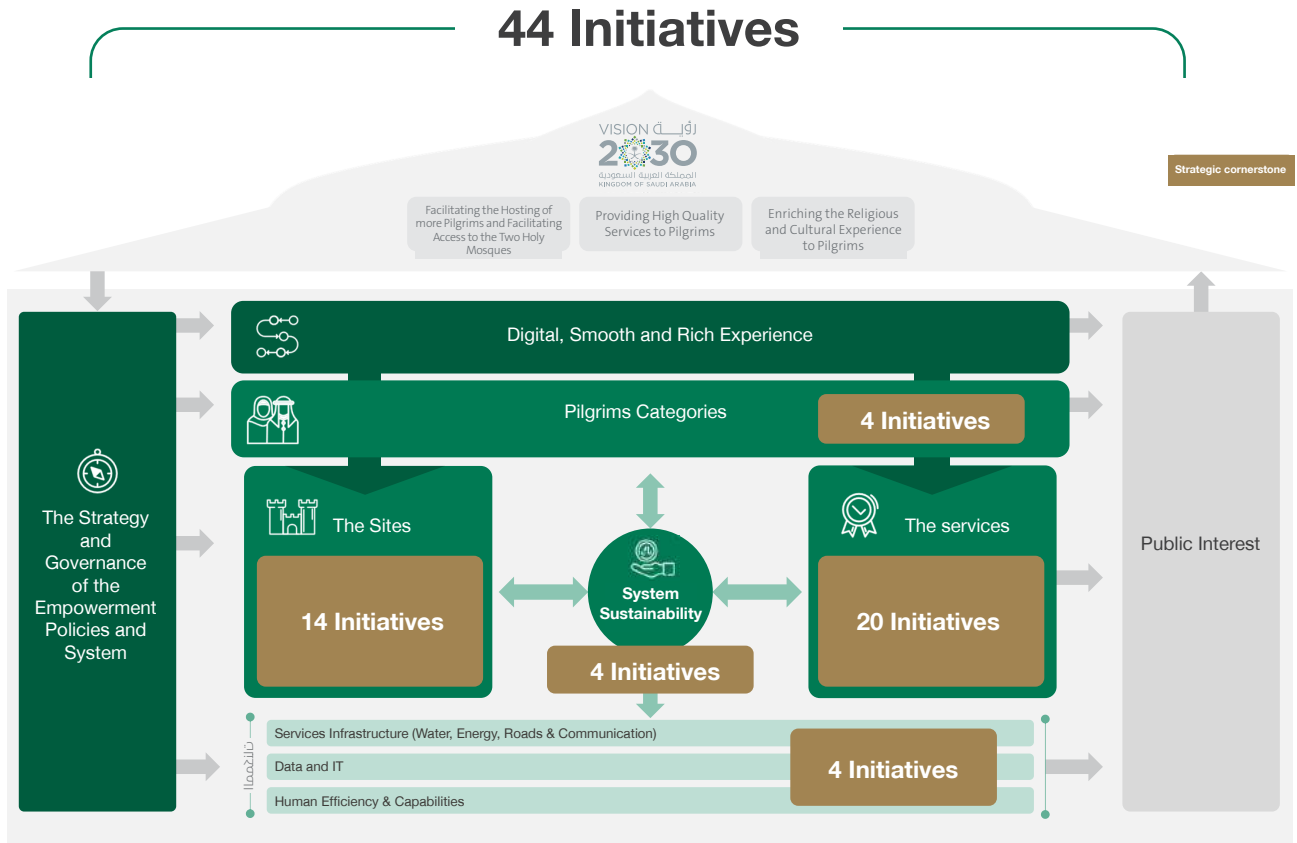 44 Initiatives
VISION رؤيـــة
2030
المملكة العربية السعودية
KINGDOM OF SAUDI ARABIA
Strategic cornerstone
Facilitating the Hosting of
more Pilgrims and Facilitating
Access to the Two Holy
Mosques
Providing High Quality
Services to Pilgrims
Enriching the Religious
and Cultural Experience
to Pilgrims
The Strategy
and
Governance
of the
Empowerment
Policies and
System
Digital, Smooth and Rich Experience
Pilgrims Categories
4 Initiatives
The Sites
14 Initiatives
System
Sustainability
4 Initiatives
The services
20 Initiatives
Public Interest
Services Infrastructure (Water, Energy, Roads & Communication)
Data and IT
Human Efficiency & Capabilities
4 Initiatives